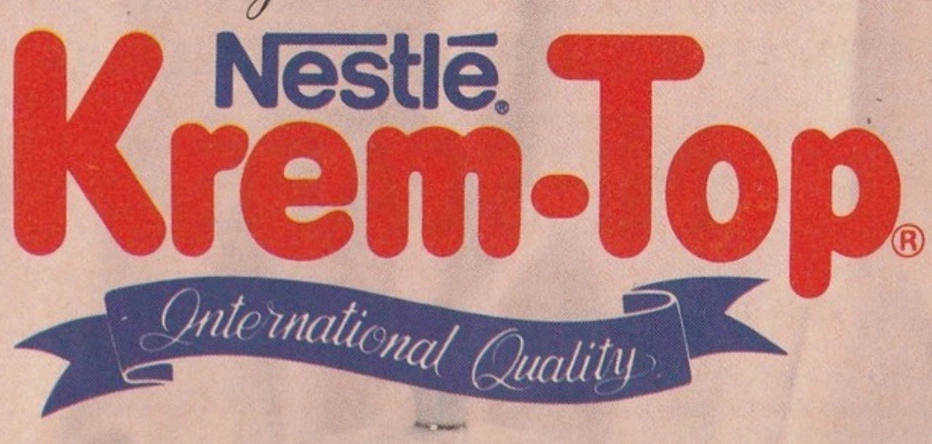 Nestlé®
Krem-Top®
International Quality